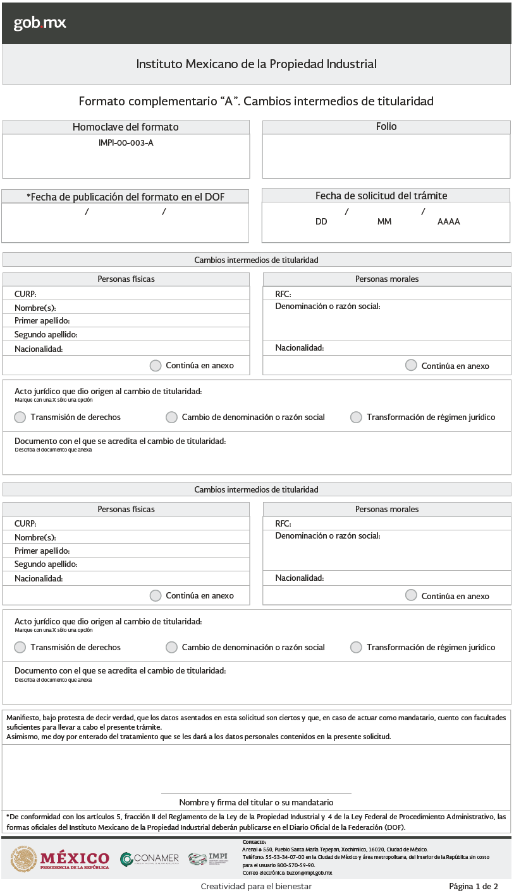 gob.mx
Instituto Mexicano de la Propiedad Industrial
Formato complementario “A”. Cambios intermedios de titularidad
Homoclave del formato
IMPI-00-003-A
Folio
*Fecha de publicación del formato en el DOF
/ /
Fecha de solicitud del trámite
/ /
DD MM AAAA
Cambios intermedios de titularidad
Personas físicas
CURP:
Nombre(s):
Primer apellido:
Segundo apellido:
Nacionalidad:
Continúa en anexo
Personas morales
RFC:
Denominación o razón social:
Nacionalidad:
Continúa en anexo
Acto jurídico que dio origen al cambio de titularidad:
Marque con una X sólo una opción
Transmisión de derechos Cambio de denominación o razón social Transformación de régimen jurídico
Documento con el que se acredita el cambio de titularidad:
Describa el documento que anexa
Cambios intermedios de titularidad
Personas físicas
CURP:
Nombre(s):
Primer apellido:
Segundo apellido:
Nacionalidad:
Continúa en anexo
Personas morales
RFC:
Denominación o razón social:
Nacionalidad:
Continúa en anexo
Acto jurídico que dio origen al cambio de titularidad:
Marque con una X sólo una opción
Transmisión de derechos Cambio de denominación o razón social Transformación de régimen jurídico
Documento con el que se acredita el cambio de titularidad:
Describa el documento que anexa
Manifiesto, bajo protesta de decir verdad, que los datos asentados en esta solicitud son ciertos y que, en caso de actuar como mandatario, cuento con facultades
suficientes para llevar a cabo el presente trámite.
Asimismo, me doy por enterado del tratamiento que se les dará a los datos personales contenidos en la presente solicitud.
Nombre y firma del titular o su mandatario
*De conformidad con los artículos 5, fracción II del Reglamento de la Ley de la Propiedad Industrial y 4 de la Ley Federal de Procedimiento Administrativo, las
formas oficiales del Instituto Mexicano de la Propiedad Industrial deberán publicarse en el Diario Oficial de la Federación (DOF).
MÉXICO
PRESIDENCIA DE LA REPÚBLICA
CONAMER
IMPI
Contacto:
Arenal # 550, Pueblo Santa María Tepepan, Xochimilco, 16020, Ciudad de México.
Teléfono: 55-53-34-07-00 en la Ciudad de México y área metropolitana, del interior de la República sin costo
para el usuario 800-570-59-90.
Correo electrónico: buzon@impi.gob.mx
Creatividad para el bienestar
Página 1 de 2